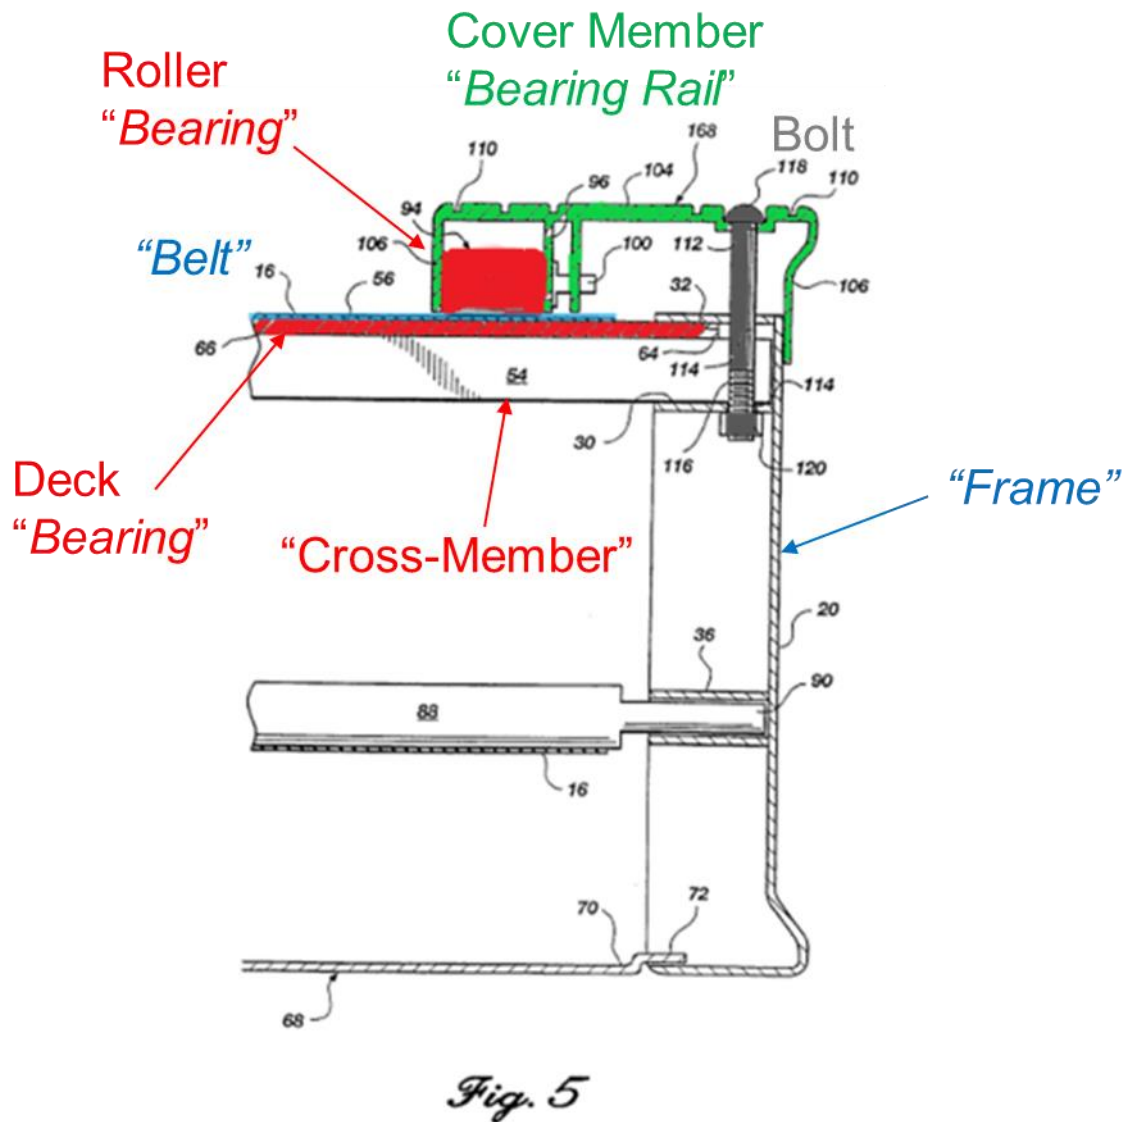 Cover Member
“Bearing Rail”
Roller
“Bearing”
Bolt
168
118
110
104
110
96
94
112
100
“Belt”
106
106
16
56
32
66
64
114
54
114
30
116
120
Deck
“Bearing”
“Cross-Member”
“Frame”
20
36
90
88
16
72
70
68
Fig. 5